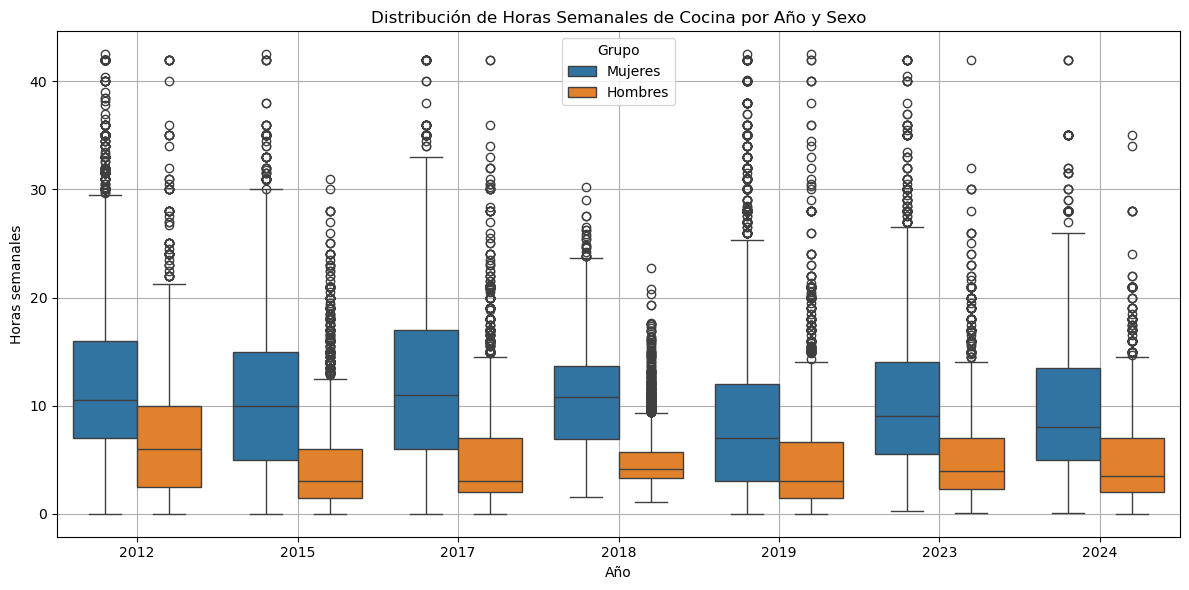 Distribución de Horas Semanales de Cocina por Año y Sexo
Grupo
Mujeres
Hombres
Horas semanales
40
30
20
10
0
2012 2015 2017 2018 2019 2023 2024
Año